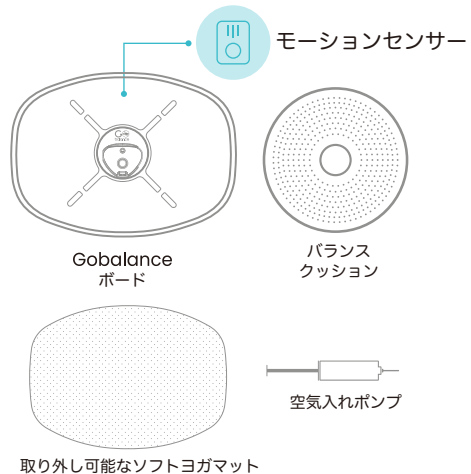 モーションセンサー
Go
balance
Gobalance
ボード
バランス
クッション
空気入れポンプ
取り外し可能なソフトヨガマット